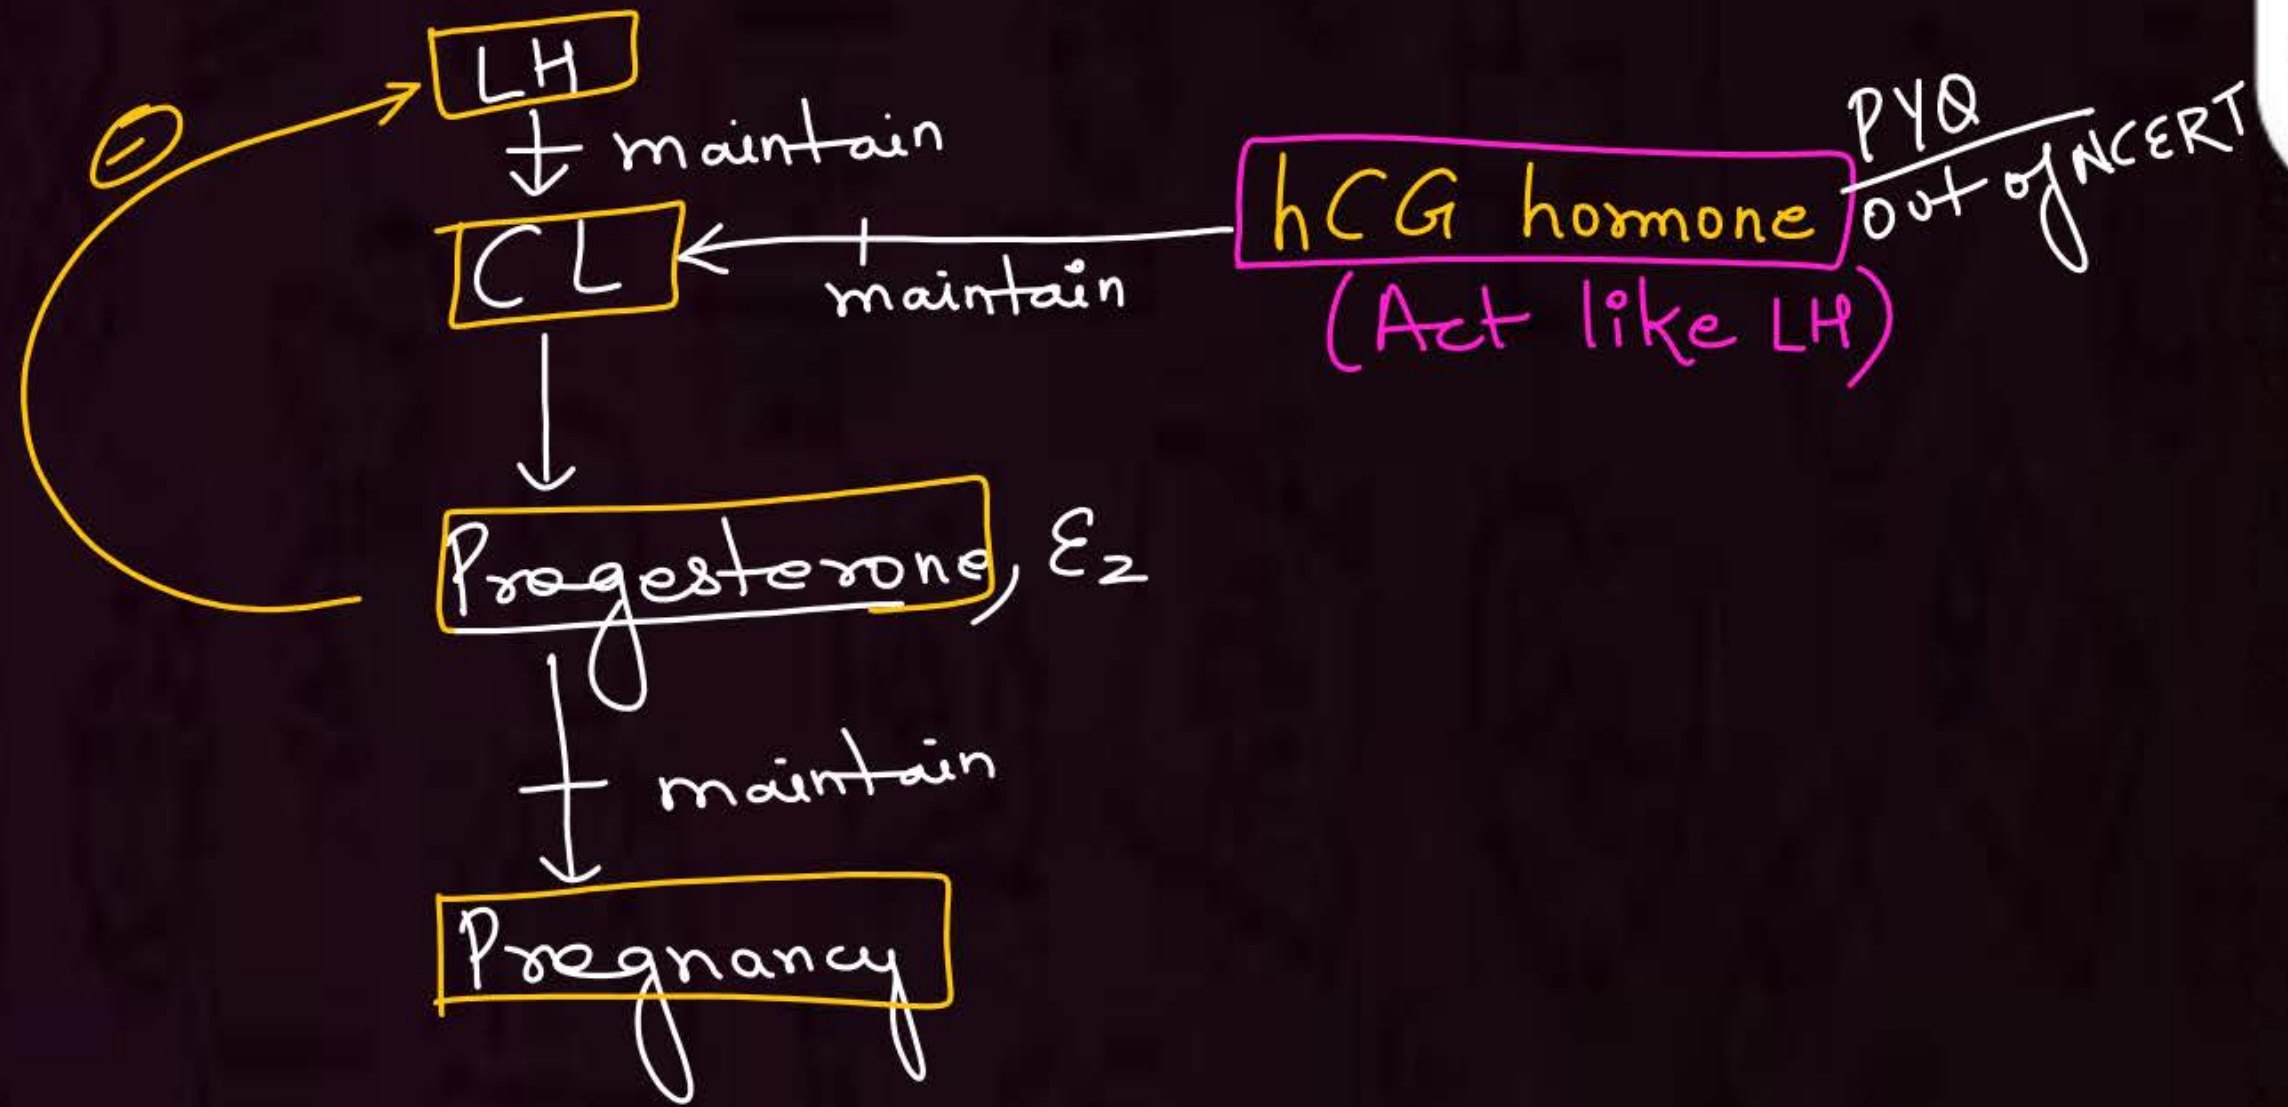 LH
maintain
CL
maintain
hCG hormone
PYQ
out of NCERT
(Act like LH)
Progesterone, E2
maintain
Pregnancy